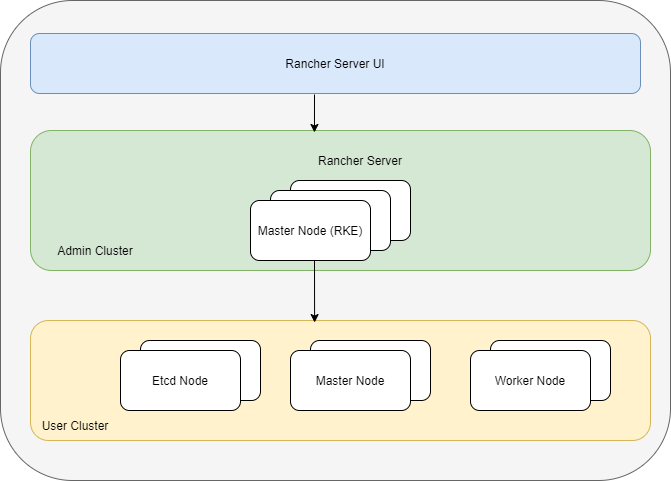 Rancher Server UI
Rancher Server
Master Node (RKE)
Admin Cluster
Etcd Node
Master Node
Worker Node
User Cluster